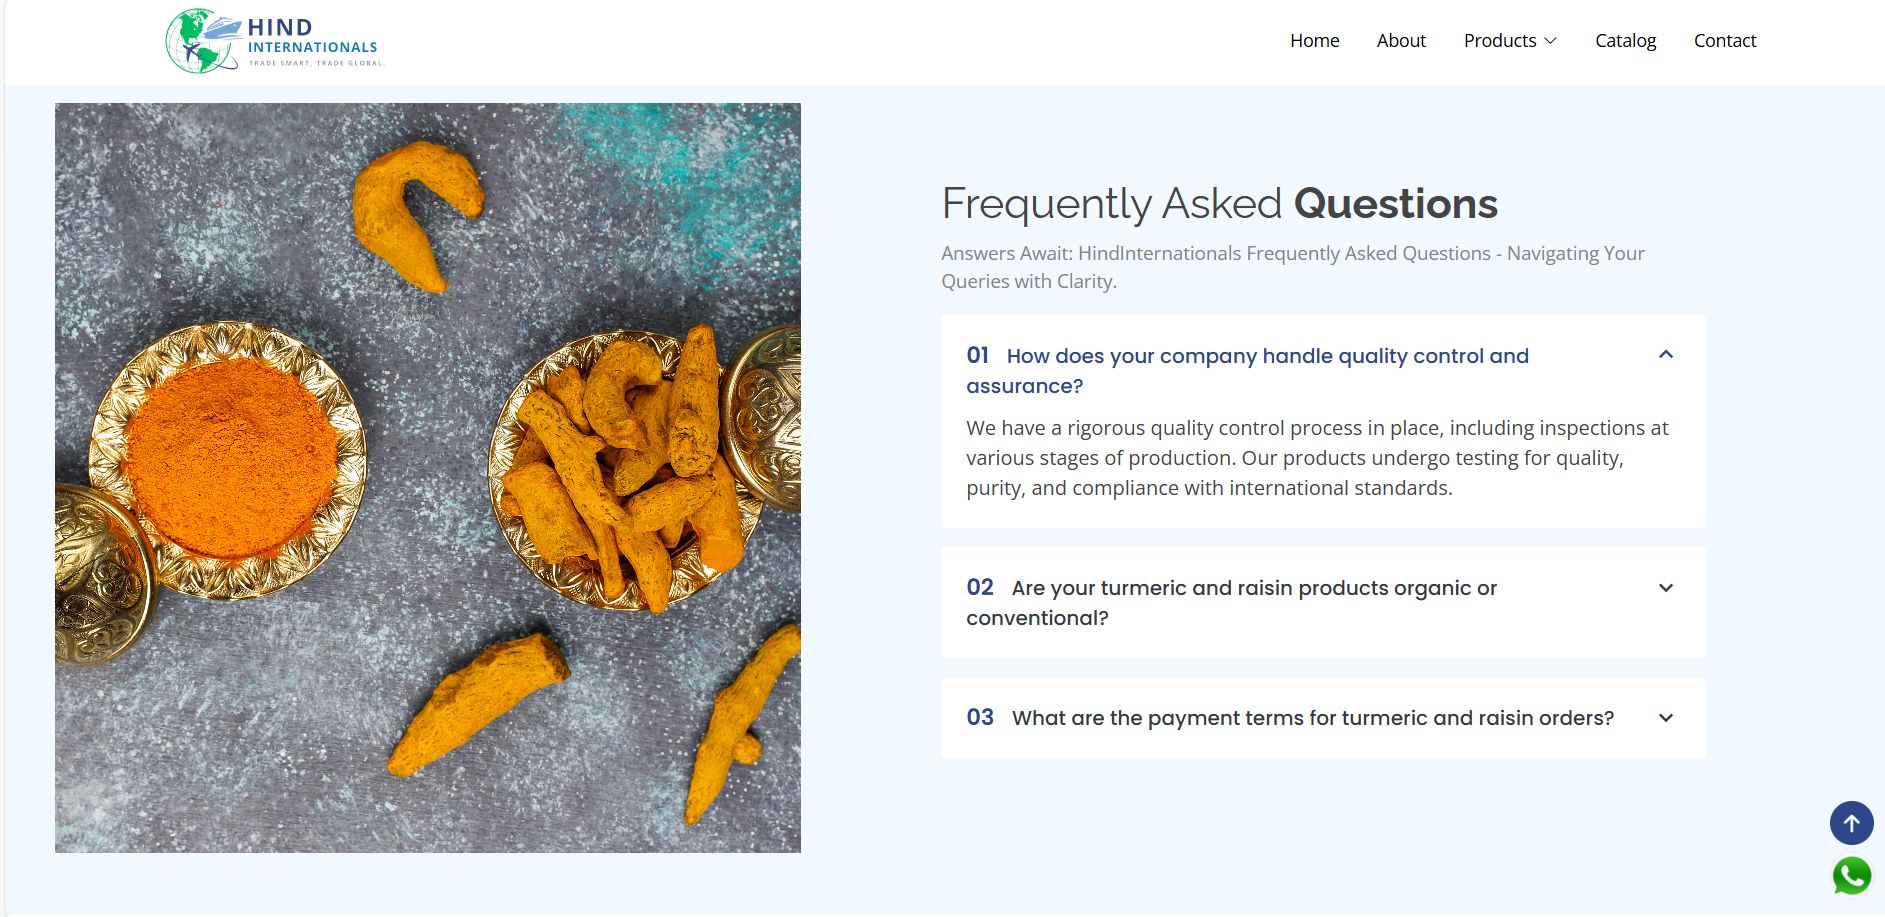 HIND
INTERNATIONALS
TRADE SMART, TRADE GLOBAL.
Home About Products Catalog Contact
Frequently Asked Questions
Answers Await: HindInternationals Frequently Asked Questions - Navigating Your
Queries with Clarity.
01 How does your company handle quality control and
assurance?
We have a rigorous quality control process in place, including inspections at
various stages of production. Our products undergo testing for quality,
purity, and compliance with international standards.
02 Are your turmeric and raisin products organic or
conventional?
03 What are the payment terms for turmeric and raisin orders?